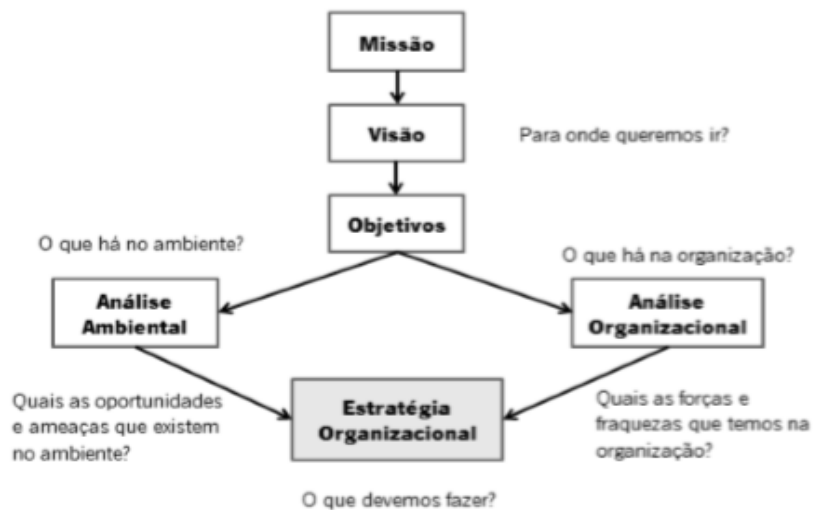 Missão
Visão
Para onde queremos ir?
Objetivos
O que há no ambiente?
O que há na organização?
Análise
Ambiental
Análise
Organizacional
Quais as oportunidades
e ameaças que existem
no ambiente?
Estratégia
Organizacional
Quais as forças e
fraquezas que temos na
organização?
O que devemos fazer?